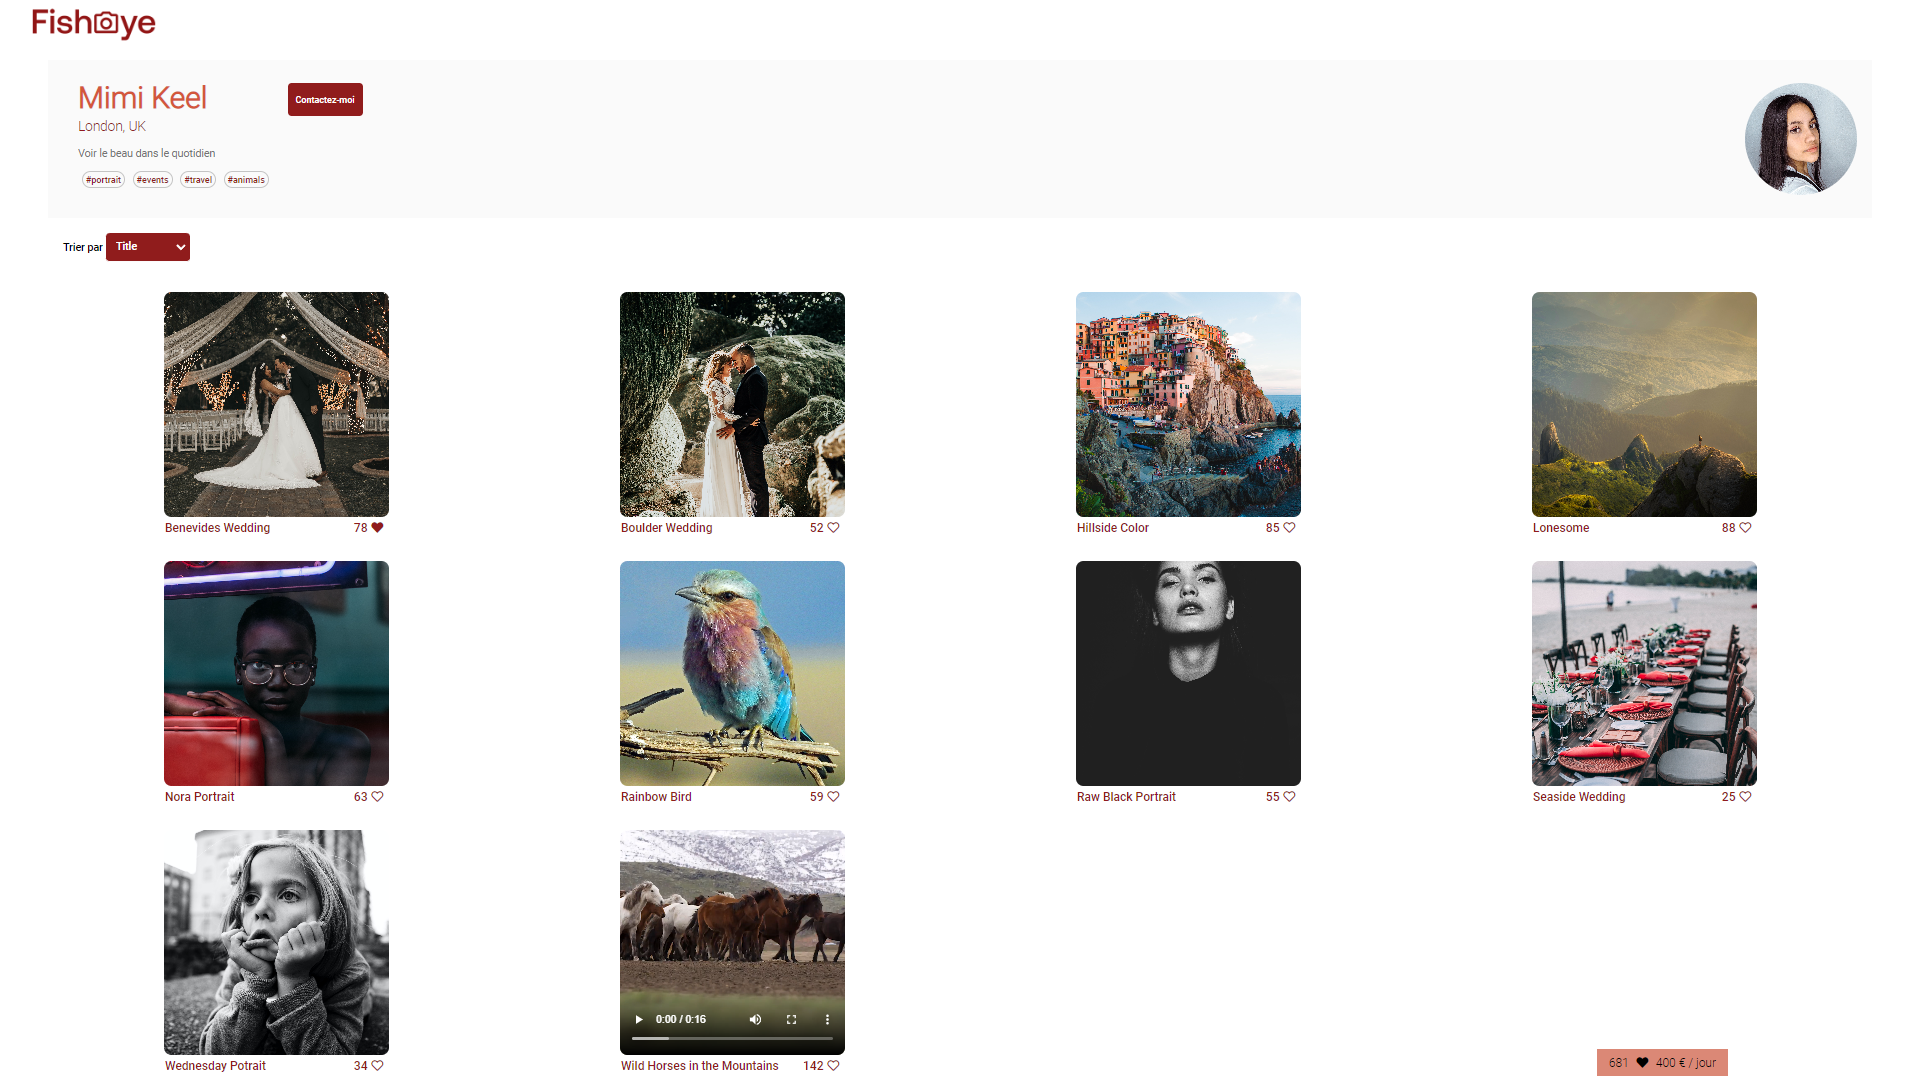 Fisheye
Mimi Keel
Contactez-moi
London, UK
Voir le beau dans le quotidien
#portrait #events #travel #animals
Trier par Title
Benevides Wedding 78
Boulder Wedding 52
Hillside Color 85
Lonesome 88
Nora Portrait 63
Rainbow Bird 59
Raw Black Portrait 55
Seaside Wedding 25
0:00 / 0:16
Wednesday Potrait 34
Wild Horses in the Mountains 142
681 400 € / jour